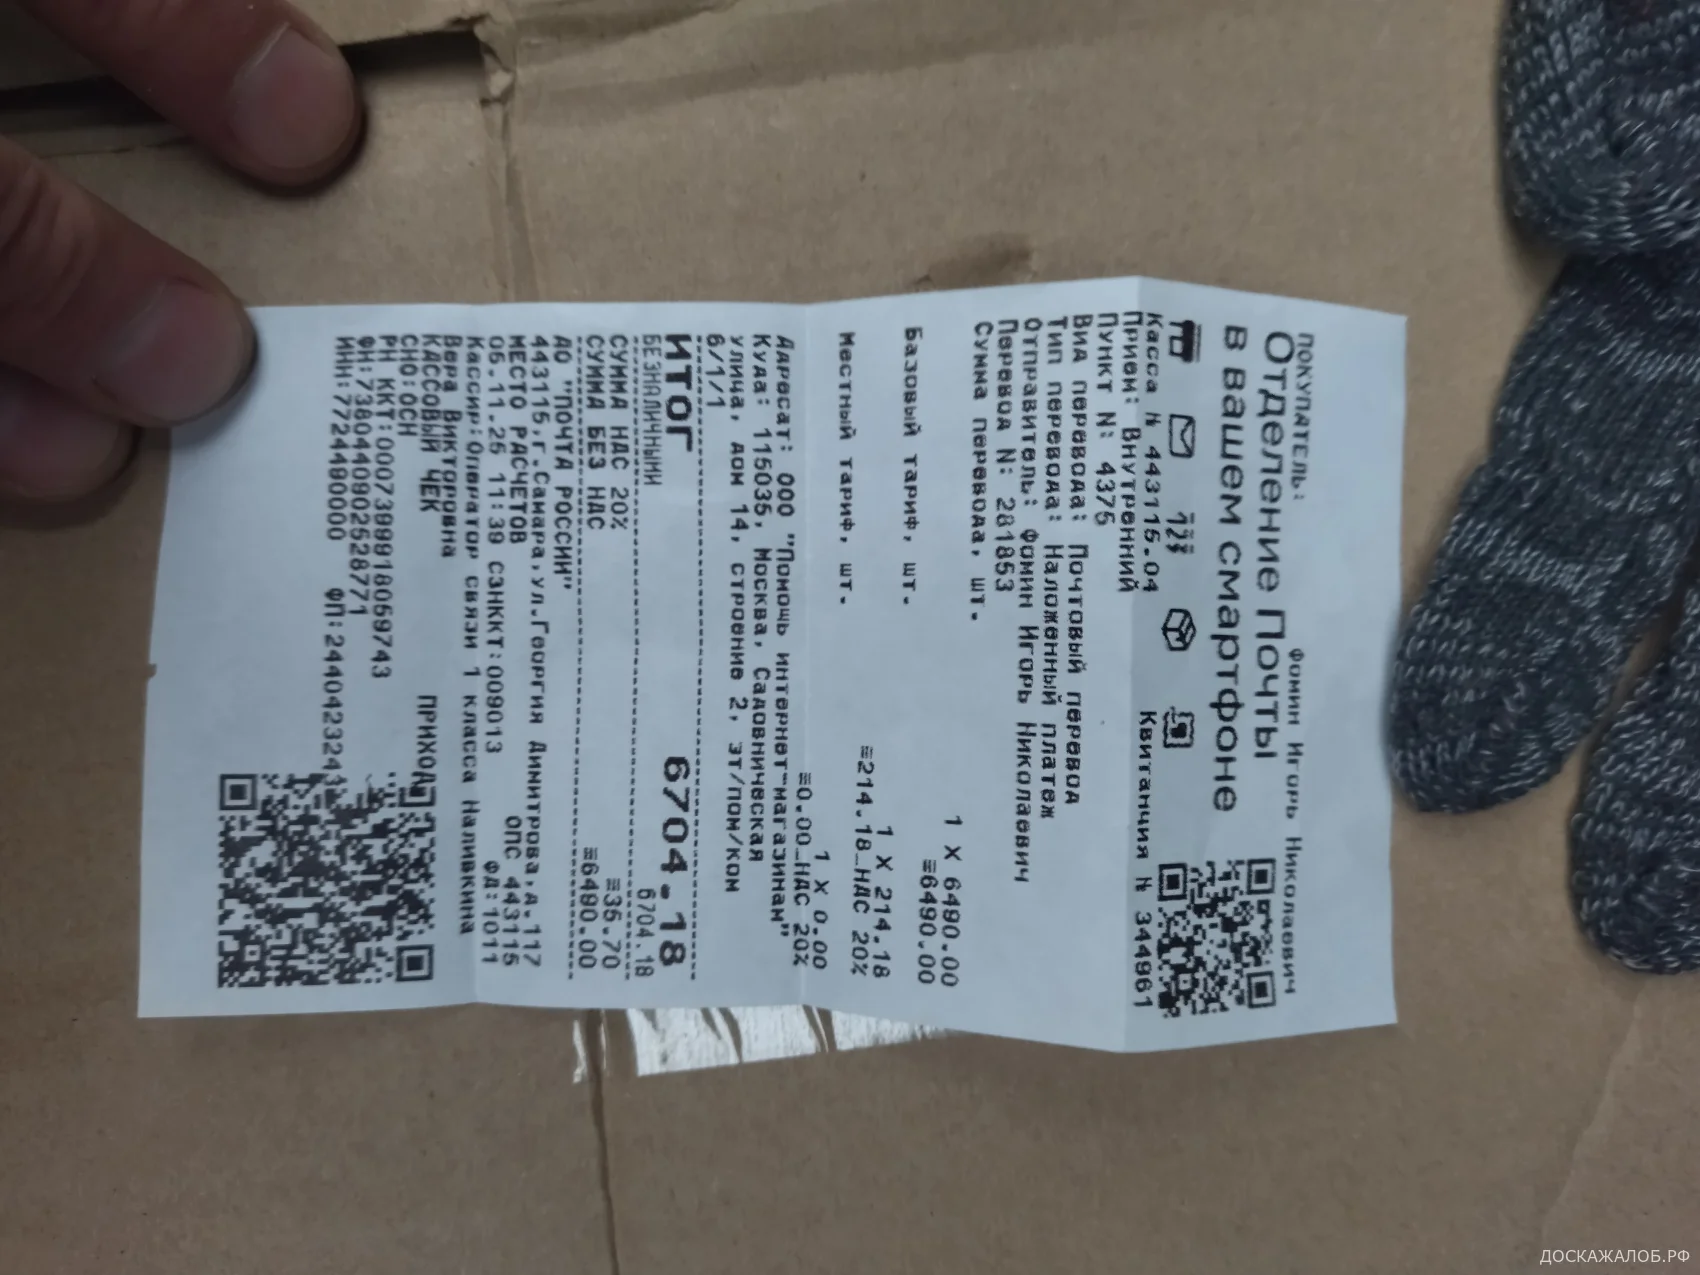 ПОКУПАТЕЛЬ: Фомин Игорь Николаевич
Отделение Почты
в вашем смартфоне
Касса № 443115.04 Квитанция № 344961
Прием: Внутренний
Пункт N: 4375
Вид перевода: Почтовый перевод
Тип перевода: Наложенный платеж
Отправитель: Фомин Игорь Николаевич
Перевод N: 281853
Сумма перевода, шт.
1 X 6490.00
≡6490.00
Базовый тариф, шт.
1 X 214.18
≡214.18_НДС 20%
Местный тариф, шт.
1 X 0.00
≡0.00_НДС 20%
Адресат: ООО "Помощь интернет-магазинам"
Куда: 115035, Москва, Садовническая
улица, дом 14, строение 2, эт/пом/ком
6/1/1
ИТОГ 6704.18
БЕЗНАЛИЧНЫМИ 6704.18
СУММА НДС 20% ≡35.70
СУММА БЕЗ НДС ≡6490.00
АО "ПОЧТА РОССИИ"
443115,г.Самара,ул.Георгия Димитрова,д.117
МЕСТО РАСЧЕТОВ ОПС 443115
05.11.25 11:39 СЗНККТ:009013 ФД:1011
Кассир:Оператор связи 1 класса Наливкина
Вера Викторовна
КАССОВЫЙ ЧЕК ПРИХОД
СНО:ОСН
РН ККТ:0007399918059743
ФН:7380440902528771
ИНН:7724490000 ФП:2440423243
ДОСКАЖАЛОБ.РФ